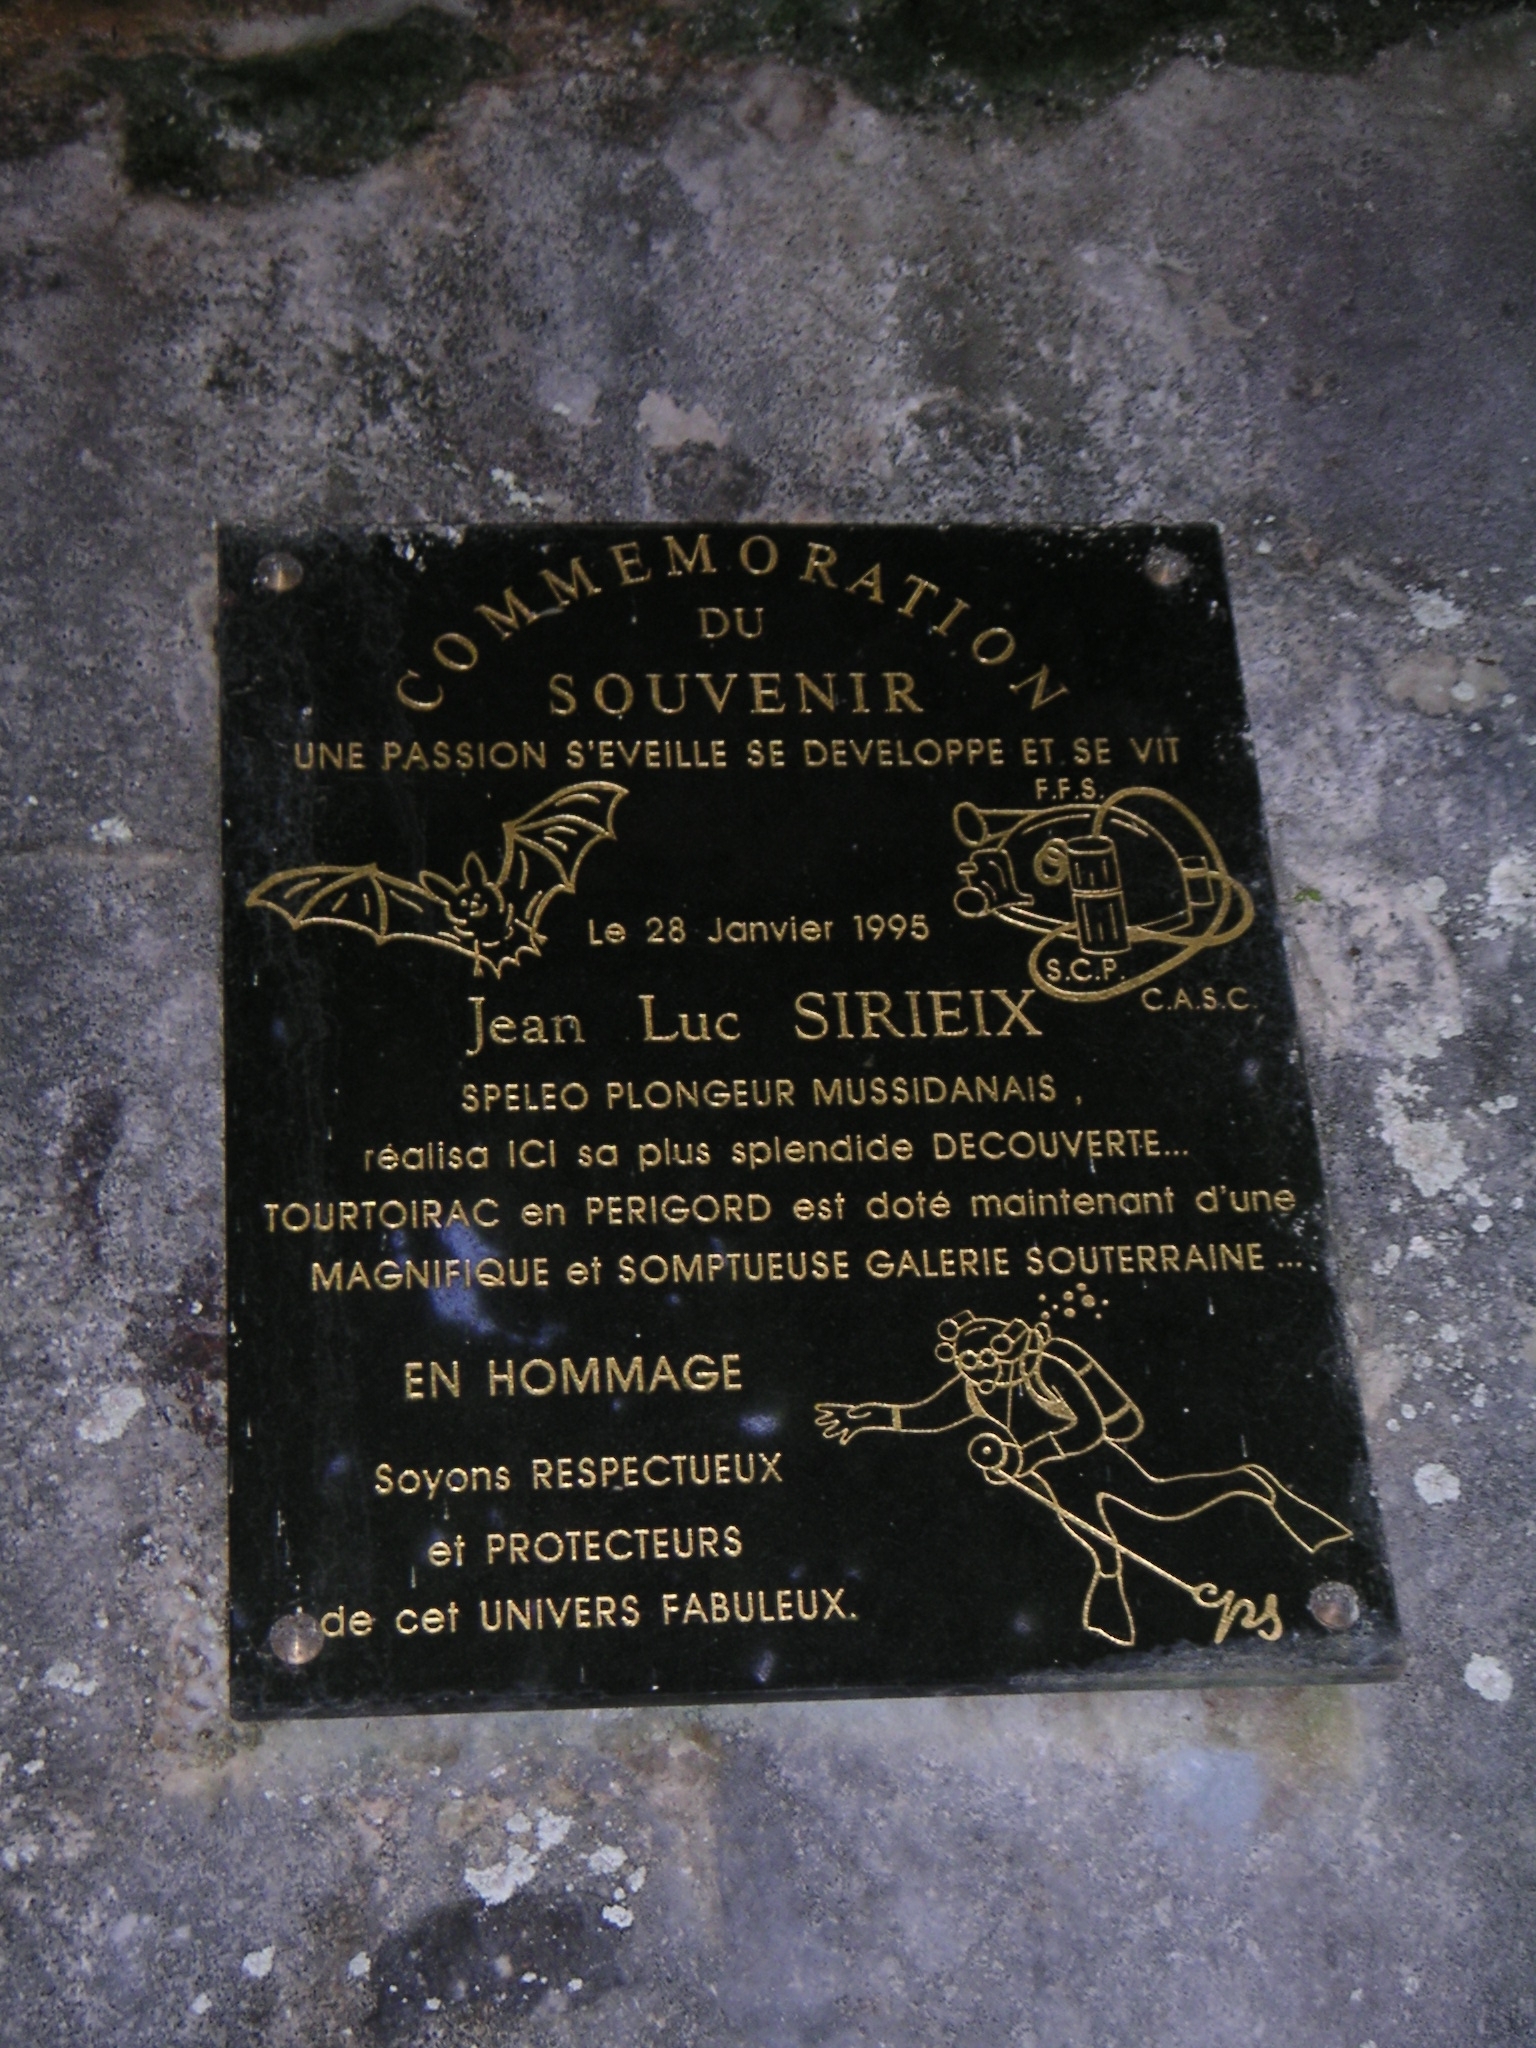 COMMEMORATION
DU
SOUVENIR
UNE PASSION S'EVEILLE SE DEVELOPPE ET SE VIT
F.F.S.
Le 28 Janvier 1995
S.C.P.
C.A.S.C.
Jean Luc SIRIEIX
SPELEO PLONGEUR MUSSIDANAIS ,
réalisa ICI sa plus splendide DECOUVERTE...
TOURTOIRAC en PERIGORD est doté maintenant d'une
MAGNIFIQUE et SOMPTUEUSE GALERIE SOUTERRAINE ....
EN HOMMAGE
Soyons RESPECTUEUX
et PROTECTEURS
de cet UNIVERS FABULEUX.
cps